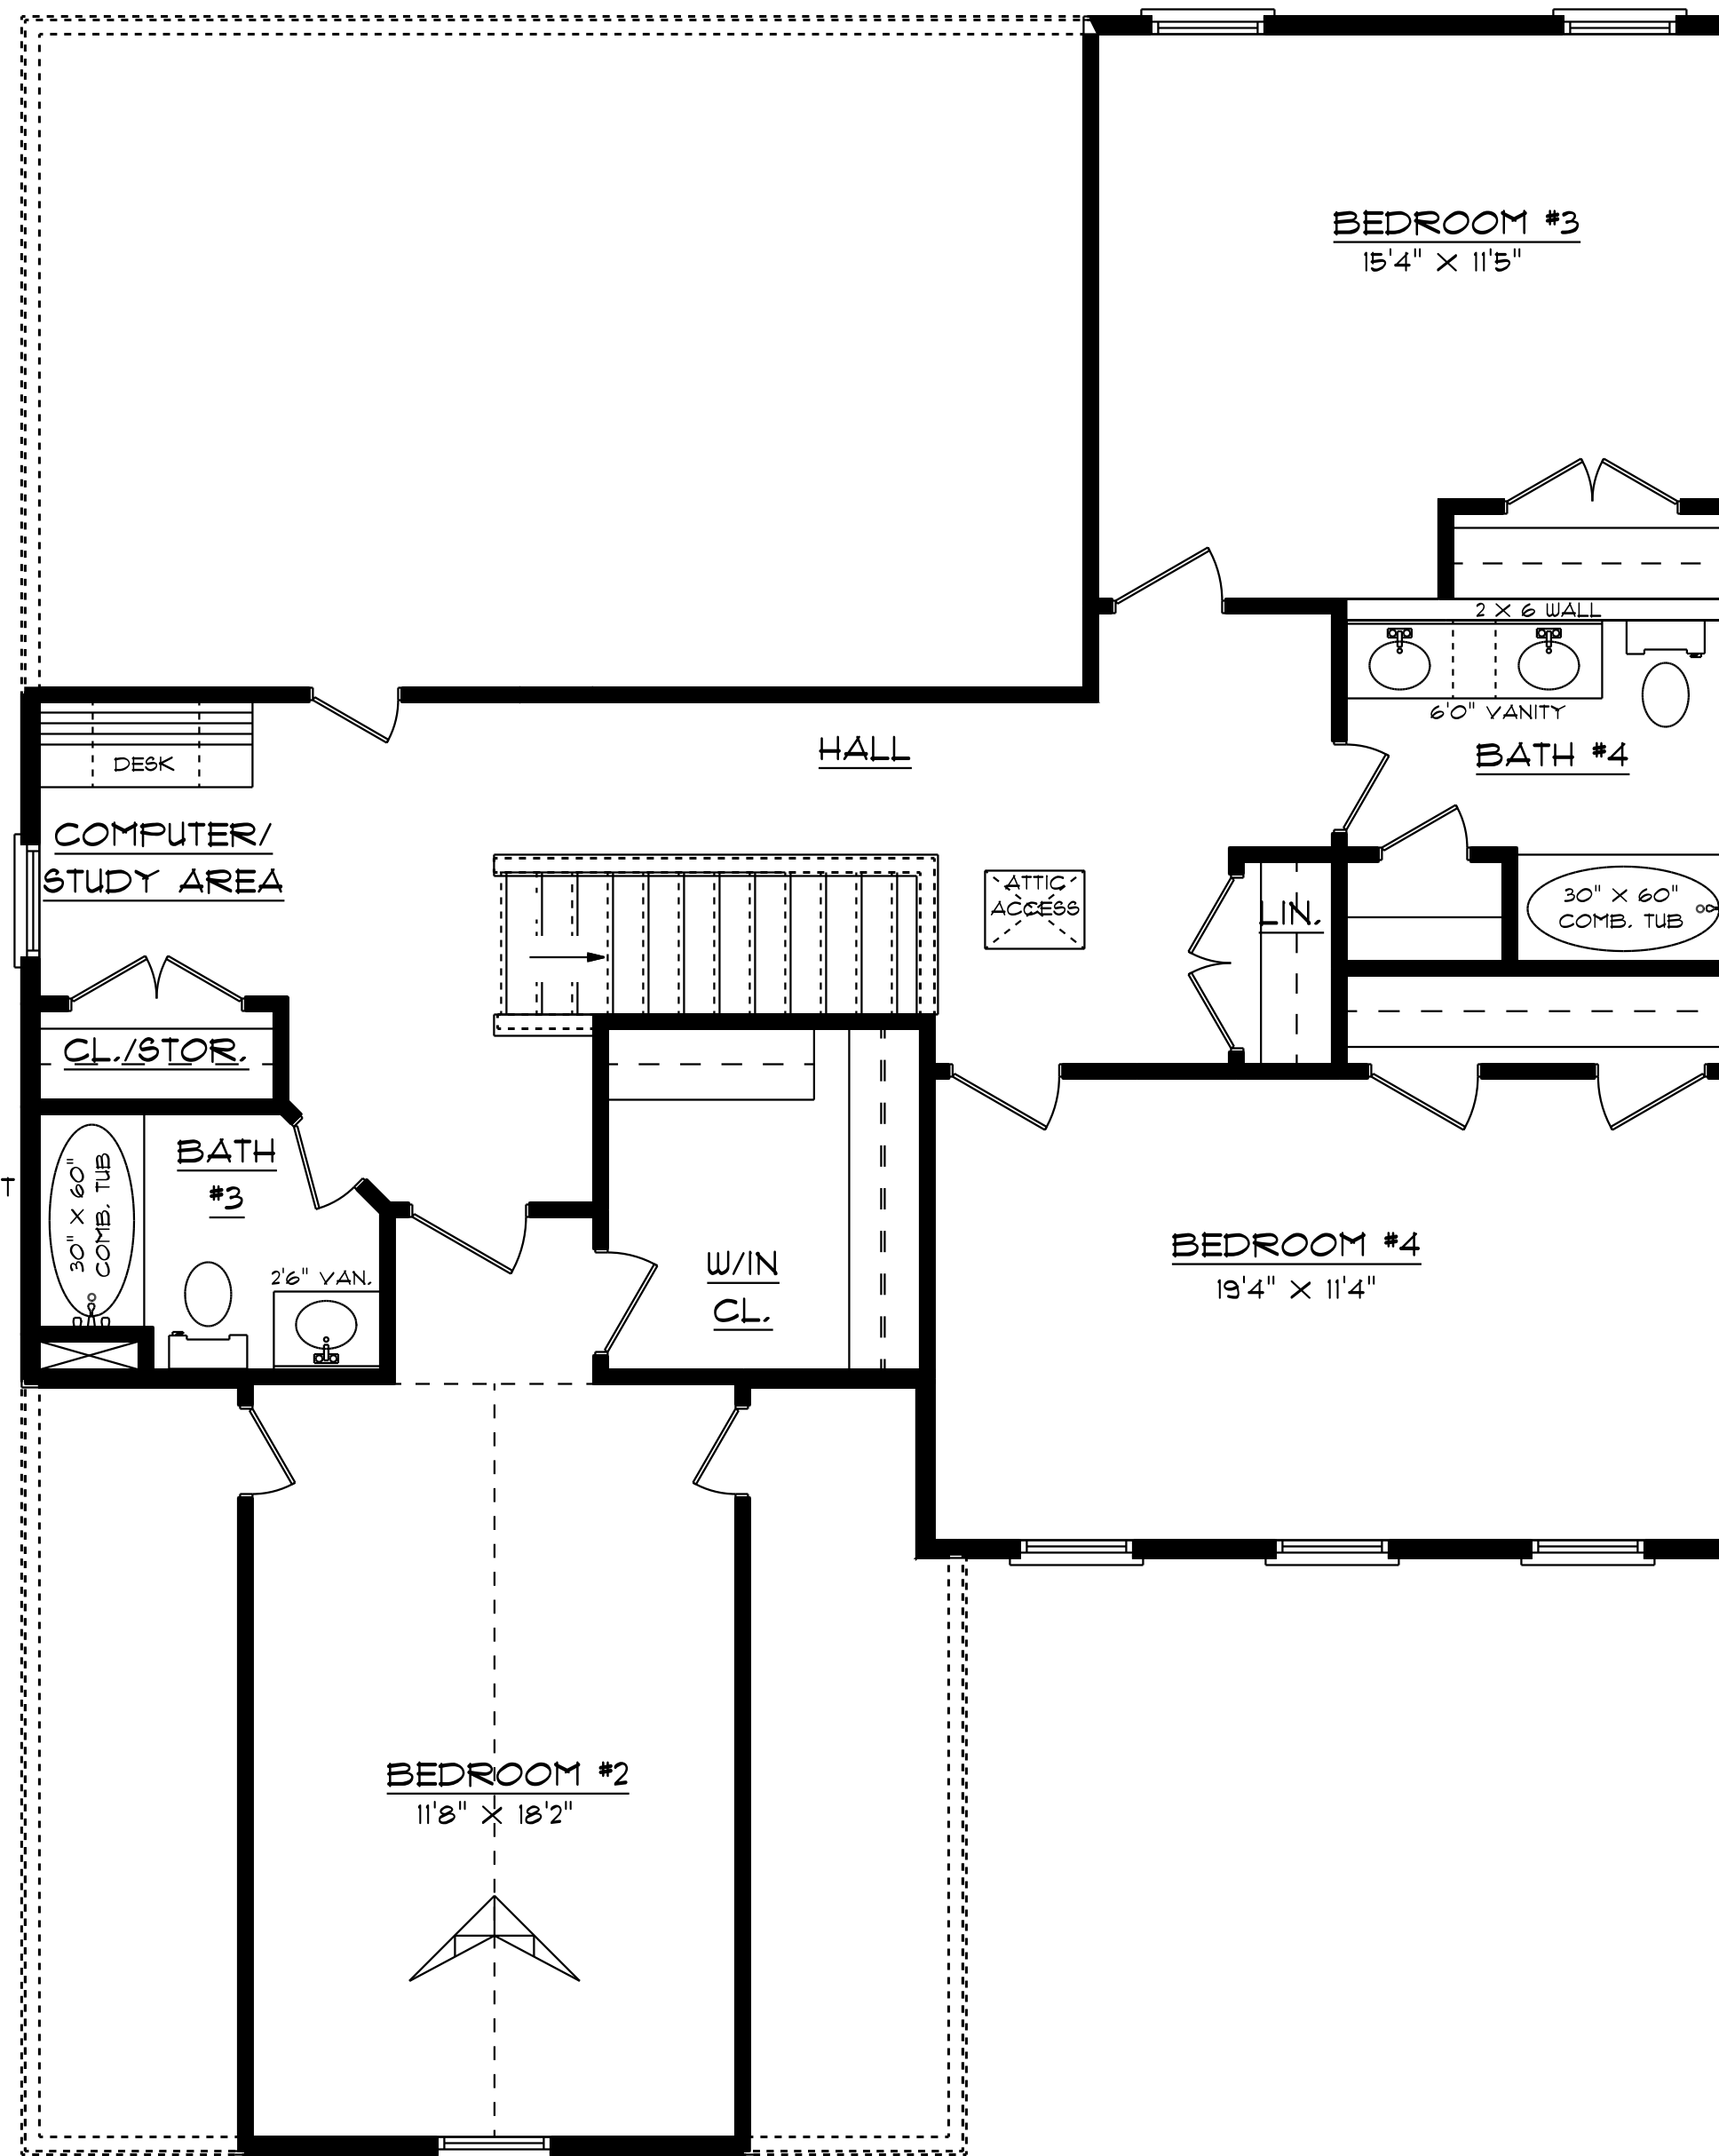 BEDROOM #3
15'4" X 11'5"
2 X 6 WALL
6'0" VANITY
BATH #4
HALL
DESK
COMPUTER/
STUDY AREA
ATTIC
ACCESS
LIN.
30" X 60"
COMB. TUB
CL./STOR.
BATH
#3
30" X 60"
COMB. TUB
T
2'6" VAN.
W/IN
CL.
BEDROOM #4
19'4" X 11'4"
BEDROOM #2
11'8" X 18'2"